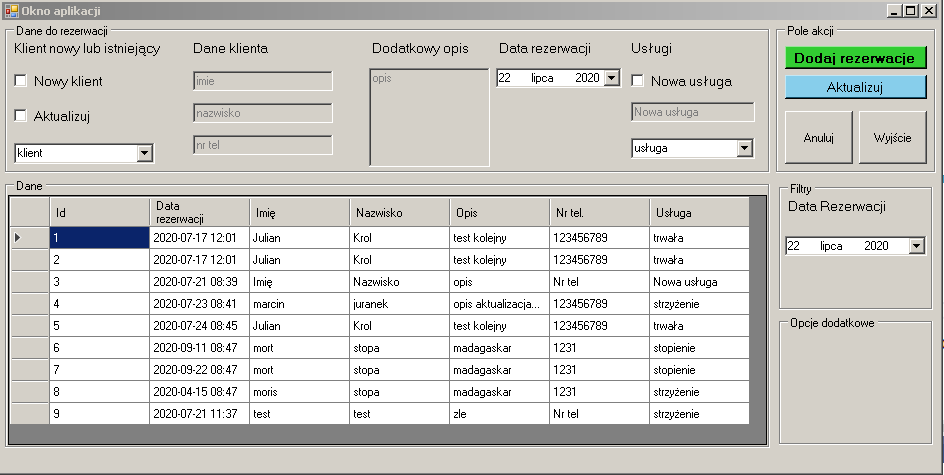 Okno aplikacji
Dane do rezerwacji
Klient nowy lub istniejący
Nowy klient
Aktualizuj
klient
Dane klienta
imie
nazwisko
nr tel
Dodatkowy opis
opis
Data rezerwacji
22 lipca 2020
Usługi
Nowa usługa
Nowa usługa
usługa
Pole akcji
Dodaj rezerwacje
Aktualizuj
Anuluj
Wyjście
Dane
Id Data rezerwacji Imię Nazwisko Opis Nr tel. Usługa
1 2020-07-17 12:01 Julian Krol test kolejny 123456789 trwała
2 2020-07-17 12:01 Julian Krol test kolejny 123456789 trwała
3 2020-07-21 08:39 Imię Nazwisko opis Nr tel Nowa usługa
4 2020-07-23 08:41 marcin juranek opis aktualizacja... 123456789 strzyżenie
5 2020-07-24 08:45 Julian Krol test kolejny 123456789 trwała
6 2020-09-11 08:47 mort stopa madagaskar 1231 stopienie
7 2020-09-22 08:47 mort stopa madagaskar 1231 stopienie
8 2020-04-15 08:47 moris stopa madagaskar 1231 strzyżenie
9 2020-07-21 11:37 test test zle Nr tel strzyżenie
Filtry
Data Rezerwacji
22 lipca 2020
Opcje dodatkowe